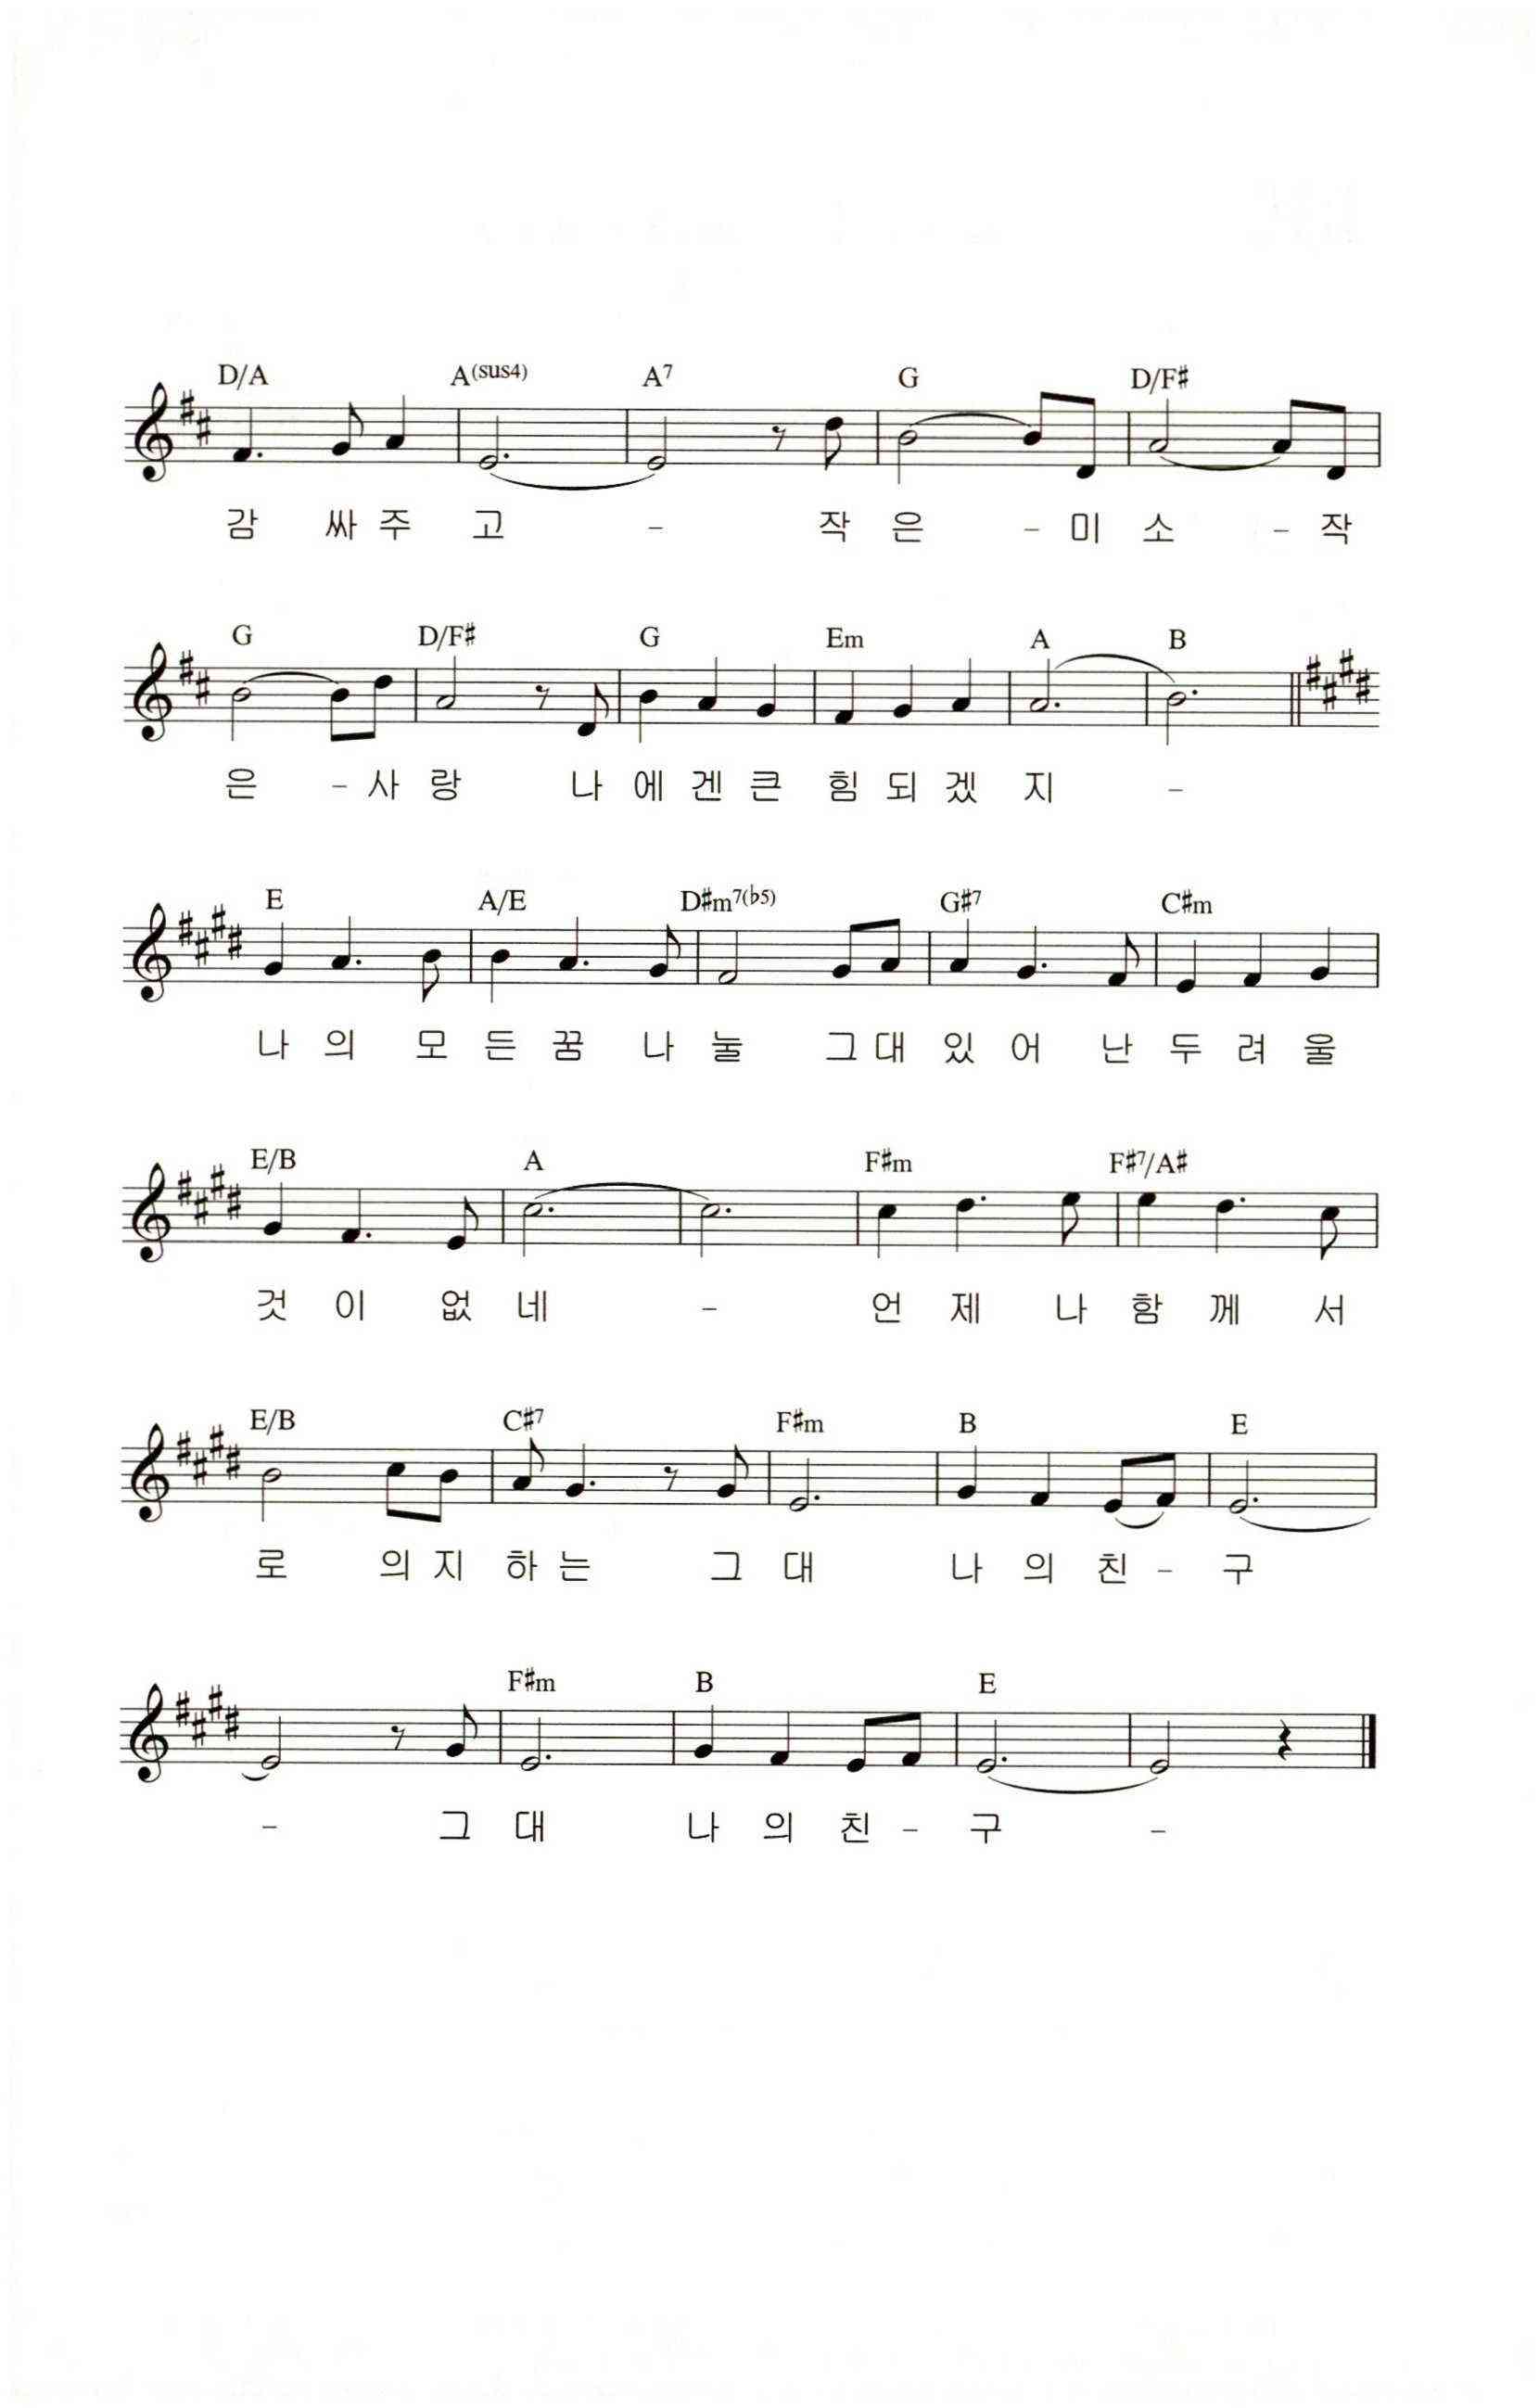 D/A A(sus4) A7 G D/F#
감 싸 주 고 - 작 은 - 미 소 - 작
G D/F# G Em A B
은 - 사 랑 나 에 겐 큰 힘 되 겠 지 -
E A/E D#m7(b5) G#7 C#m
나 의 모 든 꿈 나 눌 그 대 있 어 난 두 려 울
E/B A F#m F#7/A#
것 이 없 네 - 언 제 나 함 께 서
E/B C#7 F#m B E
로 의 지 하 는 그 대 나 의 친 - 구
F#m B E
- 그 대 나 의 친 - 구 -